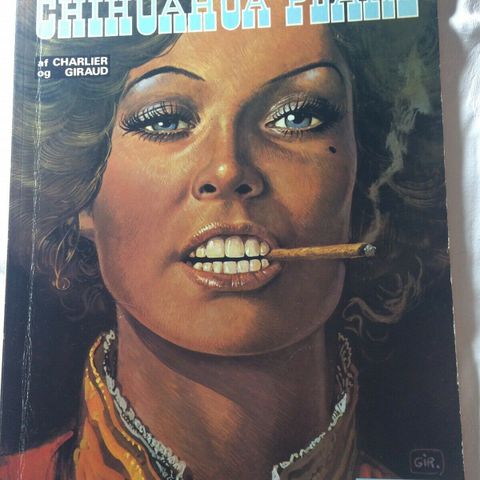 CHIHUAHUA PEARL
af CHARLIER
og GIRAUD
GIR.